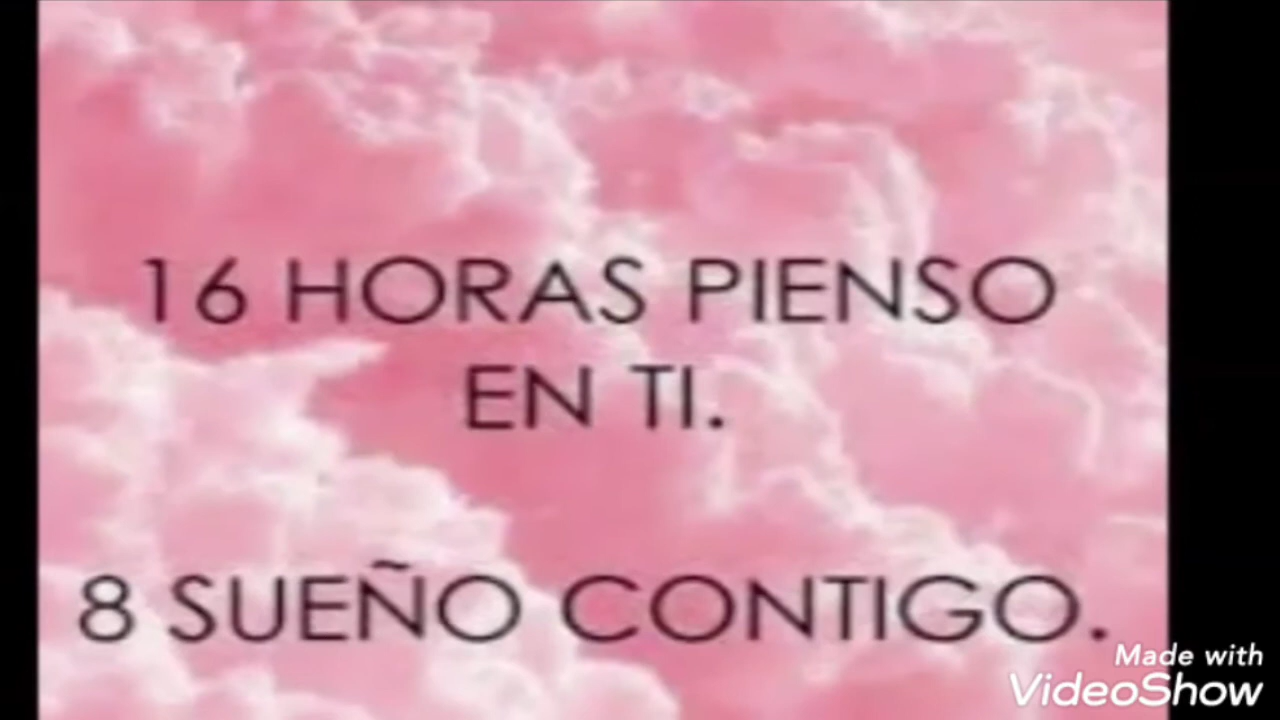 16 HORAS PIENSO
EN TI.
8 SUEÑO CONTIGO.
Made with
VideoShow